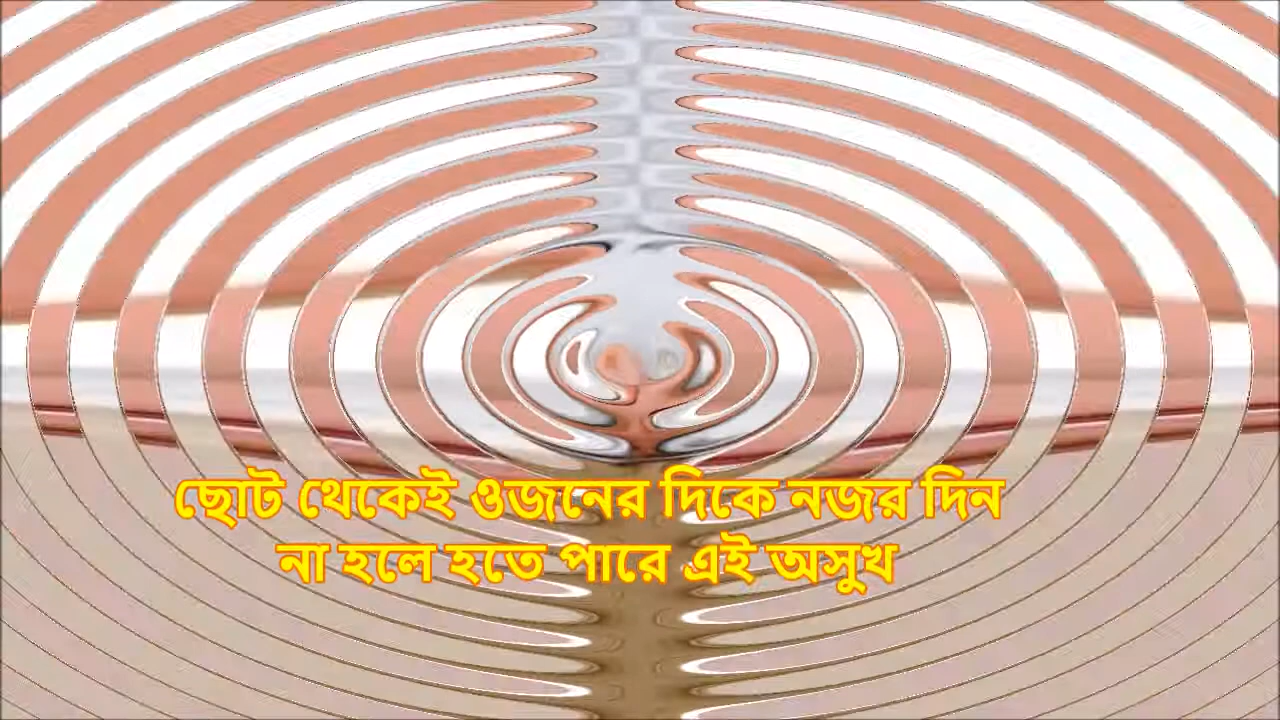 ছোট থেকেই ওজনের দিকে নজর দিন
না হলে হতে পারে এই অসুখ